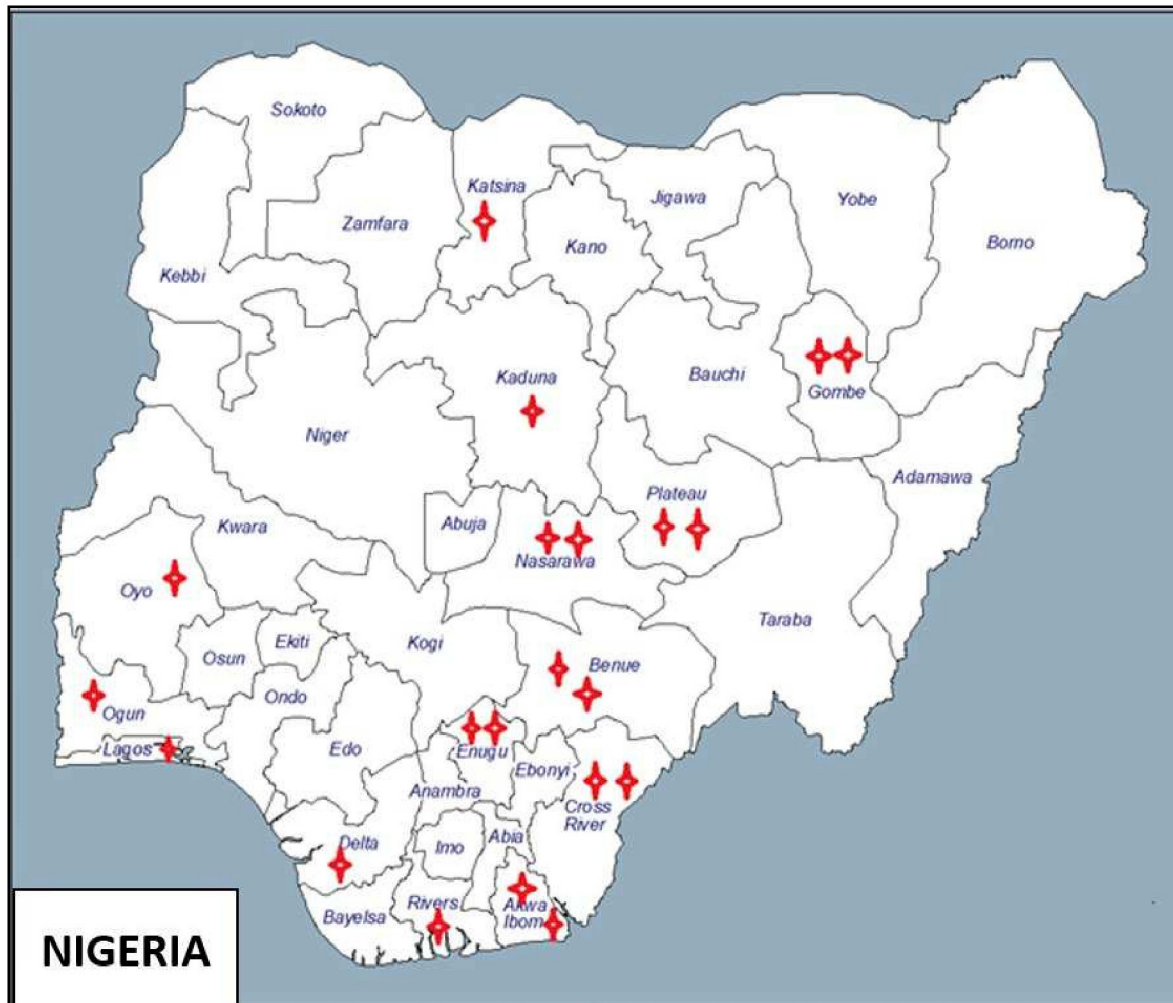 Sokoto
Katsina
Jigawa
Yobe
Zamfara
Kano
Borno
Kebbi
Kaduna
Bauchi
Gombe
Niger
Adamawa
Plateau
Kwara
Abuja
Nasarawa
Oyo
Taraba
Kogi
Ekiti
Osun
Benue
Ondo
Ogun
Lagos
Edo
Enugu
Ebonyi
Anambra
Cross
River
Delta
Imo
Abia
Rivers
Akwa
Ibom
Bayelsa
NIGERIA